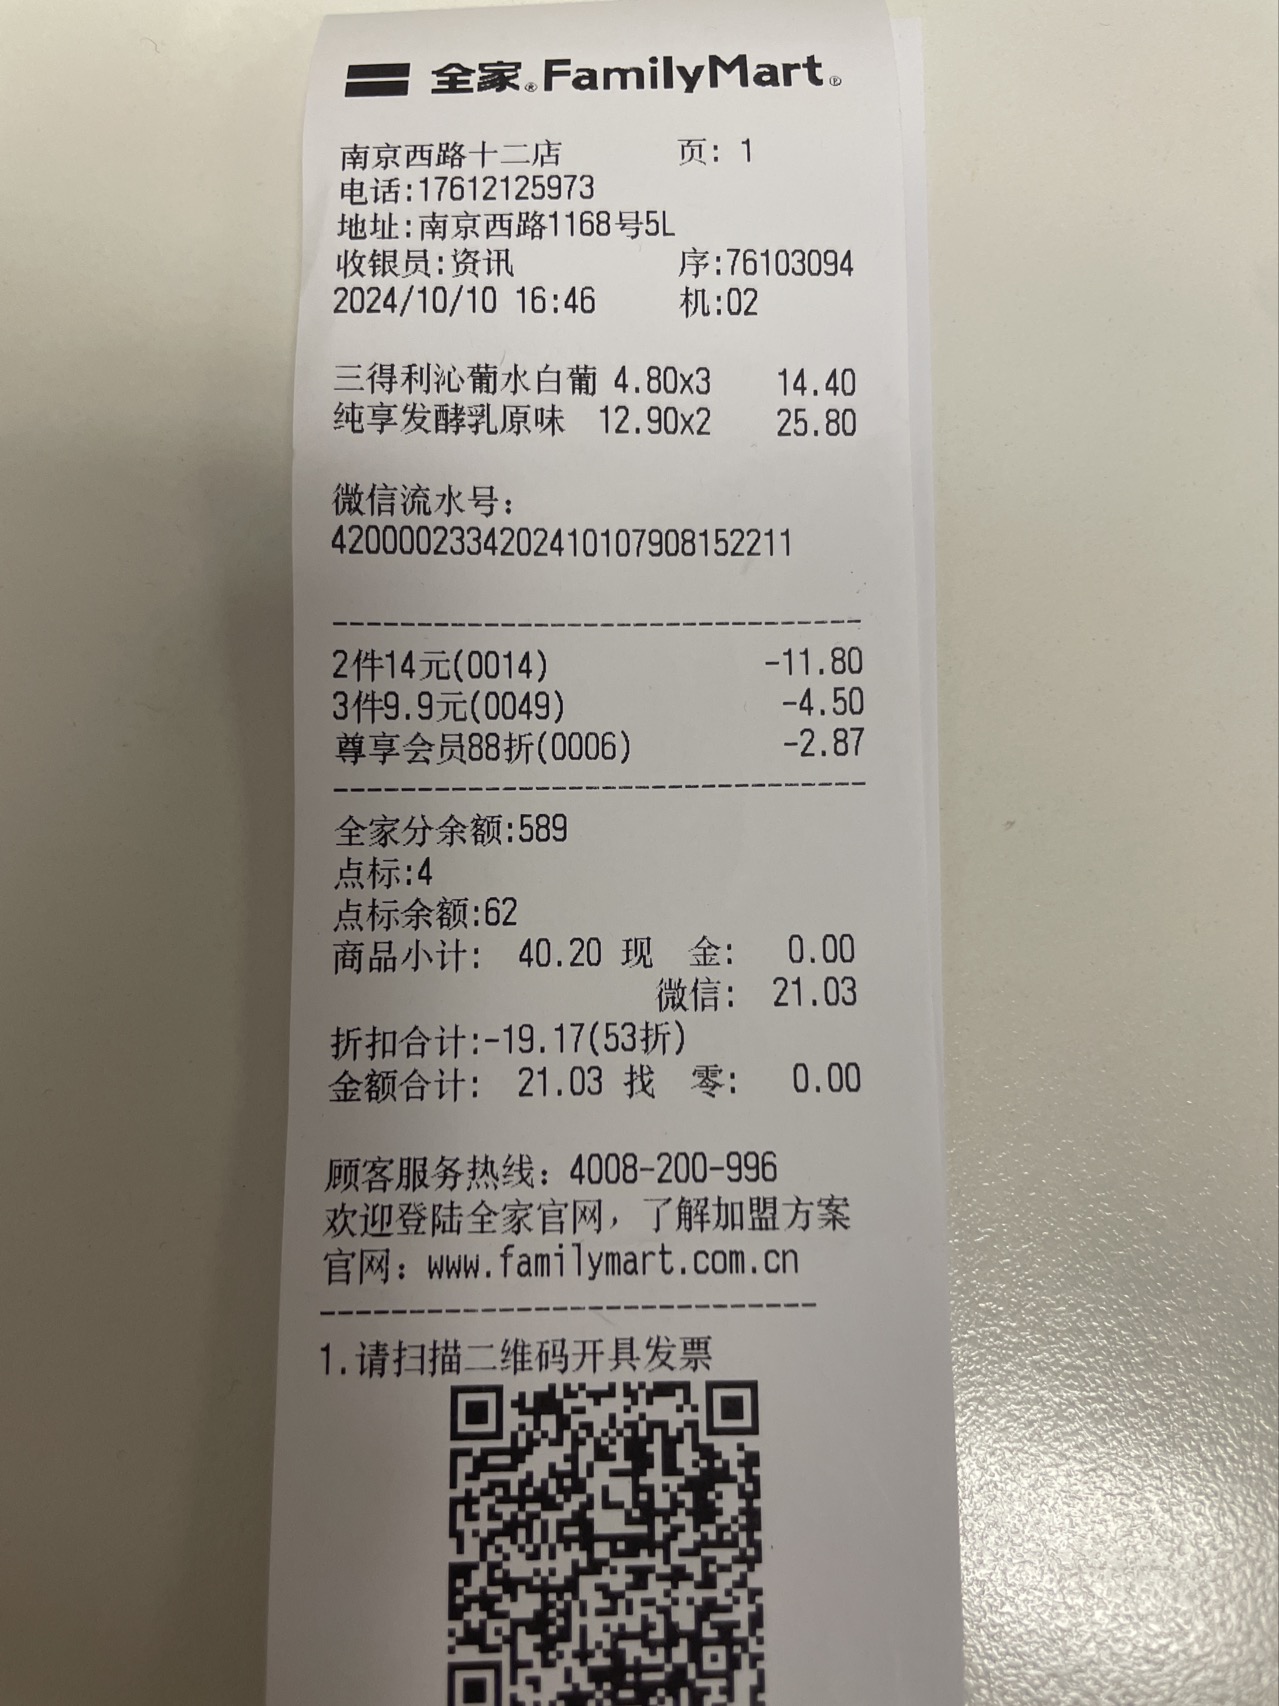 全家®FamilyMart®
南京西路十二店 页: 1
电话:17612125973
地址:南京西路1168号5L
收银员:资讯 序:76103094
2024/10/10 16:46 机:02
三得利沁葡水白葡 4.80x3 14.40
纯享发酵乳原味 12.90x2 25.80
微信流水号:
4200002334202410107908152211
--------------------------------
2件14元(0014) -11.80
3件9.9元(0049) -4.50
尊享会员88折(0006) -2.87
--------------------------------
全家分余额:589
点标:4
点标余额:62
商品小计: 40.20 现 金: 0.00
微信: 21.03
折扣合计:-19.17(53折)
金额合计: 21.03 找 零: 0.00
顾客服务热线: 4008-200-996
欢迎登陆全家官网, 了解加盟方案
官网: www.familymart.com.cn
------------------------------
1.请扫描二维码开具发票